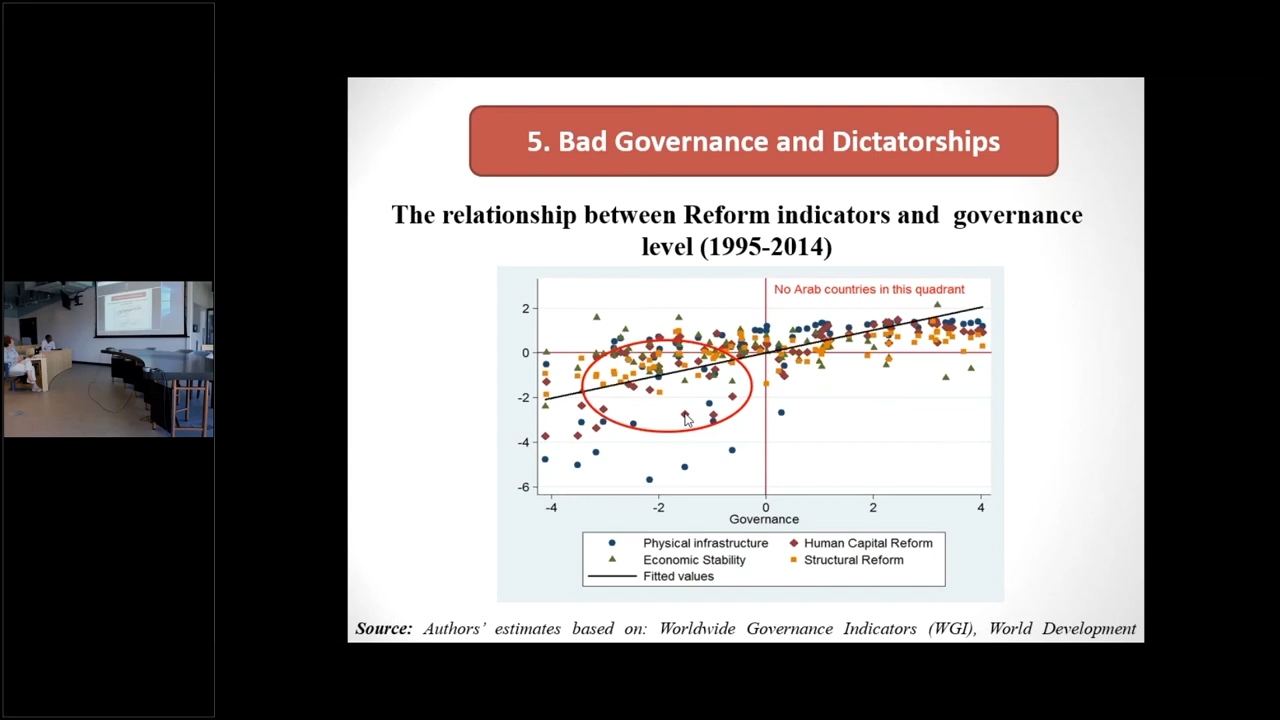 5. Bad Governance and Dictatorships
The relationship between Reform indicators and governance
level (1995-2014)
No Arab countries in this quadrant
2
0
-2
-4
-6
-4 -2 0 2 4
Governance
Physical infrastructure Human Capital Reform
Economic Stability Structural Reform
Fitted values
Source: Authors’ estimates based on: Worldwide Governance Indicators (WGI), World Development